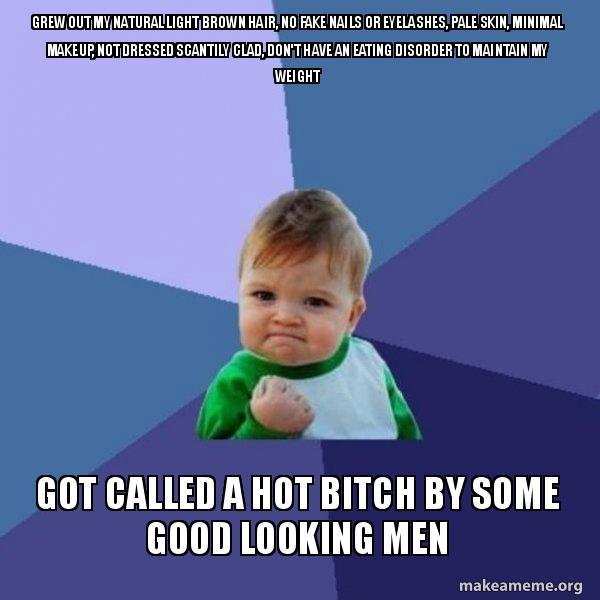 GREW OUT MY NATURAL LIGHT BROWN HAIR, NO FAKE NAILS OR EYELASHES, PALE SKIN, MINIMAL
MAKEUP, NOT DRESSED SCANTILY CLAD, DON'T HAVE AN EATING DISORDER TO MAINTAIN MY
WEIGHT
GOT CALLED A HOT BITCH BY SOME
GOOD LOOKING MEN
makeameme.org